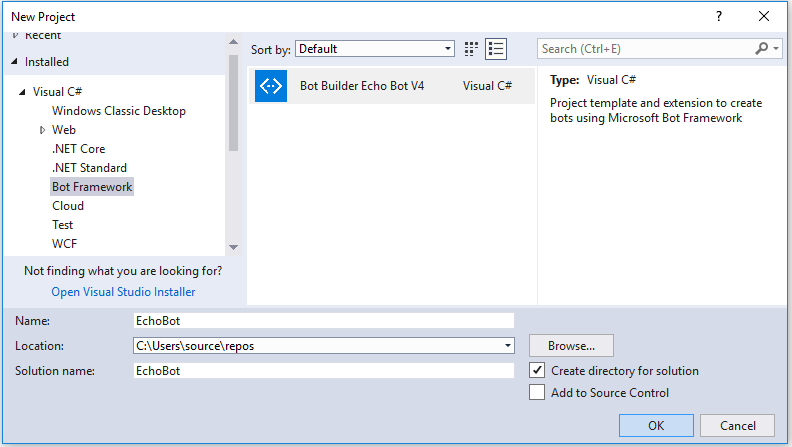 New Project
?
Recent
Installed
Visual C#
Windows Classic Desktop
Web
.NET Core
.NET Standard
Bot Framework
Cloud
Test
WCF
Not finding what you are looking for?
Open Visual Studio Installer
Sort by: Default
Search (Ctrl+E)
Bot Builder Echo Bot V4 Visual C#
Type: Visual C#
Project template and extension to create
bots using Microsoft Bot Framework
Name: EchoBot
Location: C:\Users\source\repos
Browse...
Solution name: EchoBot
Create directory for solution
Add to Source Control
OK Cancel